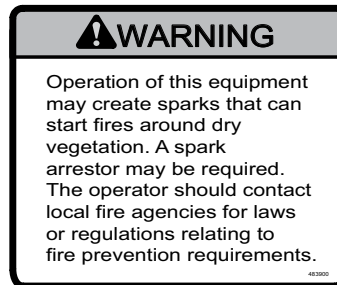 WARNING
Operation of this equipment
may create sparks that can
start fires around dry
vegetation. A spark
arrestor may be required.
The operator should contact
local fire agencies for laws
or regulations relating to
fire prevention requirements.
483900